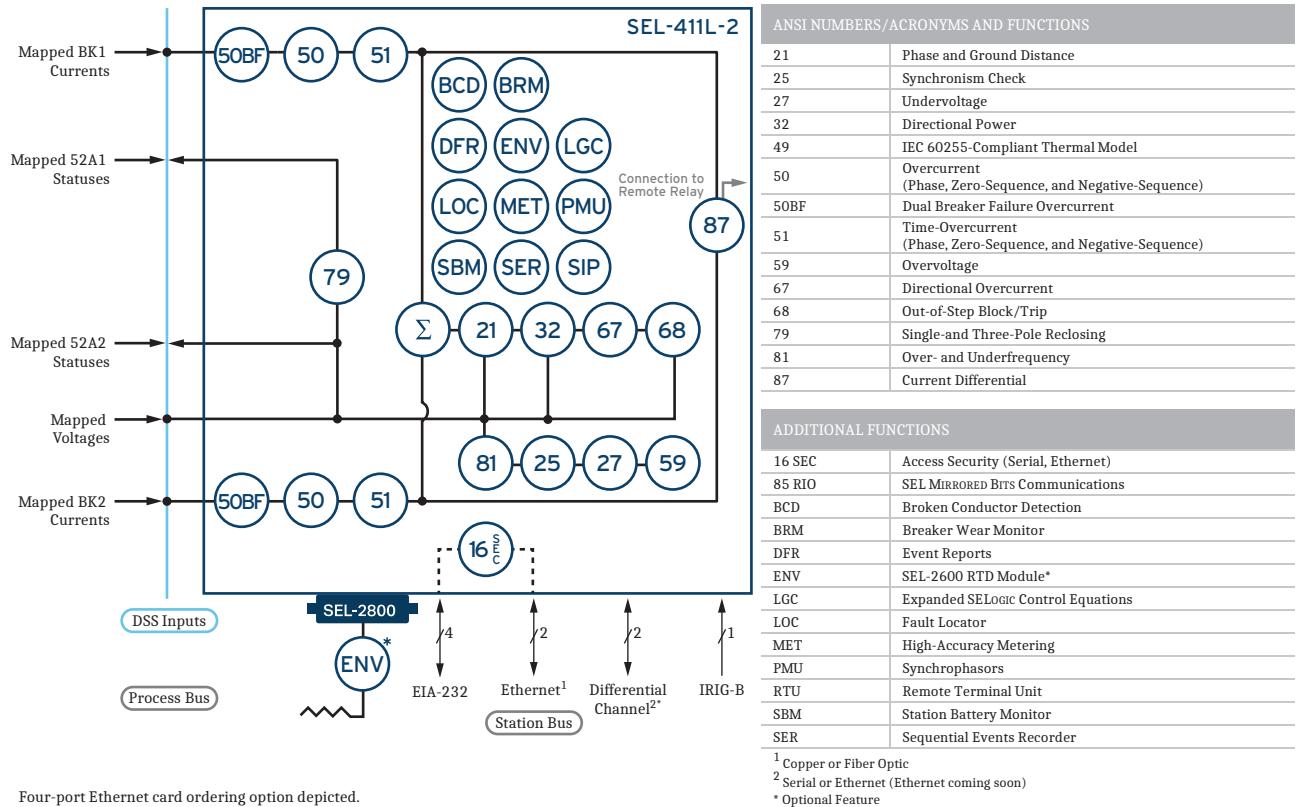 SEL-411L-2
Mapped BK1
Currents
50BF
50
51
BCD
BRM
DFR
ENV
LGC
Mapped 52A1
Statuses
Connection to
Remote Relay
LOC
MET
PMU
87
SBM
SER
SIP
79
Σ
21
32
67
68
Mapped 52A2
Statuses
Mapped
Voltages
81
25
27
59
Mapped BK2
Currents
50BF
50
51
16 SEC
DSS Inputs
SEL-2800
4
2
2
1
ENV*
EIA-232
Ethernet1
Differential
Channel2*
IRIG-B
Process Bus
Station Bus
Four-port Ethernet card ordering option depicted.
ANSI NUMBERS/ACRONYMS AND FUNCTIONS
21 Phase and Ground Distance
25 Synchronism Check
27 Undervoltage
32 Directional Power
49 IEC 60255-Compliant Thermal Model
50 Overcurrent
(Phase, Zero-Sequence, and Negative-Sequence)
50BF Dual Breaker Failure Overcurrent
51 Time-Overcurrent
(Phase, Zero-Sequence, and Negative-Sequence)
59 Overvoltage
67 Directional Overcurrent
68 Out-of-Step Block/Trip
79 Single-and Three-Pole Reclosing
81 Over- and Underfrequency
87 Current Differential
ADDITIONAL FUNCTIONS
16 SEC Access Security (Serial, Ethernet)
85 RIO SEL MIRRORED BITS Communications
BCD Broken Conductor Detection
BRM Breaker Wear Monitor
DFR Event Reports
ENV SEL-2600 RTD Module*
LGC Expanded SELOGIC Control Equations
LOC Fault Locator
MET High-Accuracy Metering
PMU Synchrophasors
RTU Remote Terminal Unit
SBM Station Battery Monitor
SER Sequential Events Recorder
1 Copper or Fiber Optic
2 Serial or Ethernet (Ethernet coming soon)
* Optional Feature